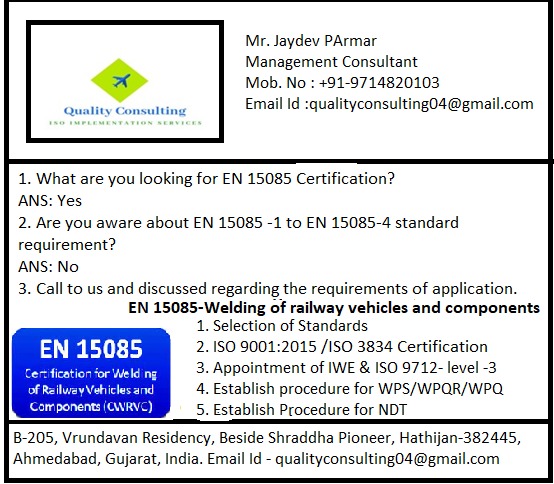 Quality Consulting
ISO IMPLEMENTATION SERVICES
Mr. Jaydev PArmar
Management Consultant
Mob. No : +91-9714820103
Email Id :qualityconsulting04@gmail.com
1. What are you looking for EN 15085 Certification?
ANS: Yes
2. Are you aware about EN 15085 -1 to EN 15085-4 standard
requirement?
ANS: No
3. Call to us and discussed regarding the requirements of application.
EN 15085-Welding of railway vehicles and components
EN 15085
Certification for Welding
of Railway Vehicles and
Components (CWRVC)
1. Selection of Standards
2. ISO 9001:2015 /ISO 3834 Certification
3. Appointment of IWE & ISO 9712- level -3
4. Establish procedure for WPS/WPQR/WPQ
5. Establish Procedure for NDT
B-205, Vrundavan Residency, Beside Shraddha Pioneer, Hathijan-382445,
Ahmedabad, Gujarat, India. Email Id - qualityconsulting04@gmail.com